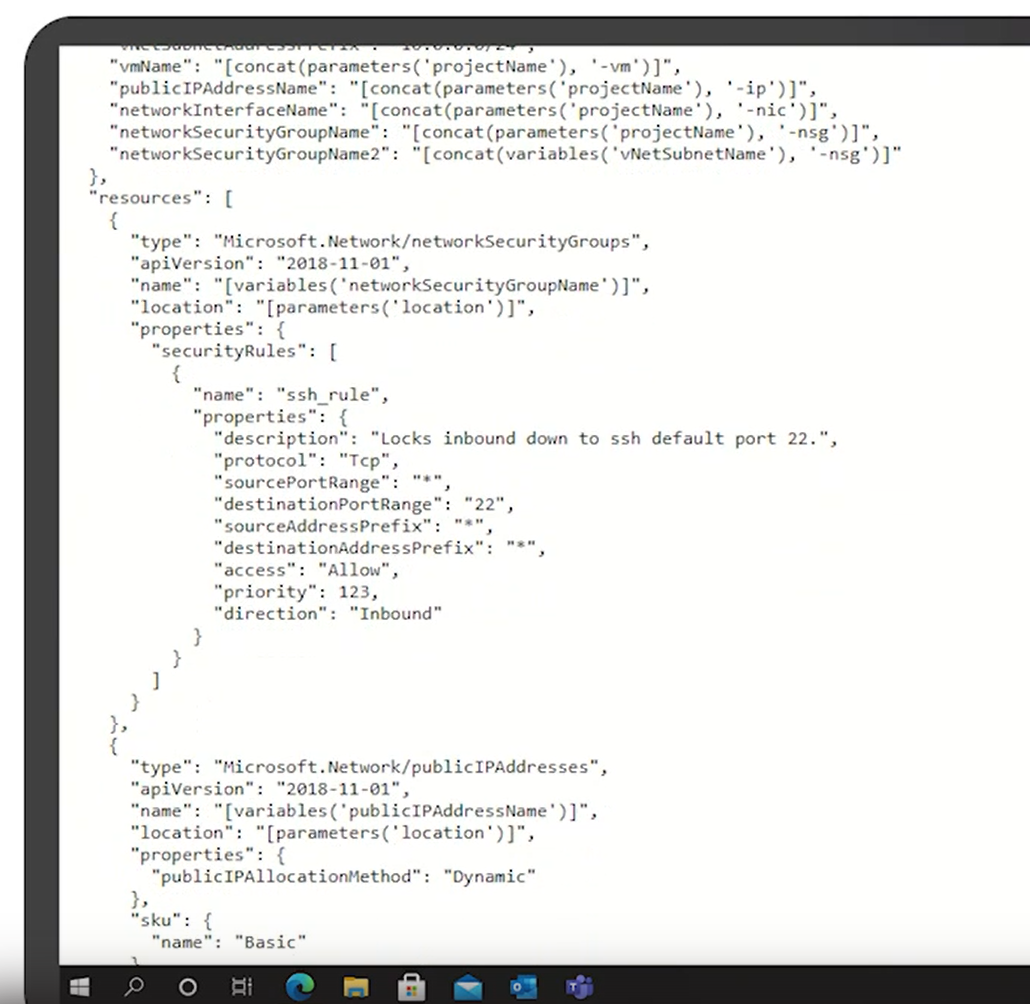 "vmName": "[concat(parameters('projectName'), '-vm')]",
"publicIPAddressName": "[concat(parameters('projectName'), '-ip')]",
"networkInterfaceName": "[concat(parameters('projectName'), '-nic')]",
"networkSecurityGroupName": "[concat(parameters('projectName'), '-nsg')]",
"networkSecurityGroupName2": "[concat(variables('vNetSubnetName'), '-nsg')]"
},
"resources": [
{
"type": "Microsoft.Network/networkSecurityGroups",
"apiVersion": "2018-11-01",
"name": "[variables('networkSecurityGroupName')]",
"location": "[parameters('location')]",
"properties": {
"securityRules": [
{
"name": "ssh_rule",
"properties": {
"description": "Locks inbound down to ssh default port 22.",
"protocol": "Tcp",
"sourcePortRange": "*",
"destinationPortRange": "22",
"sourceAddressPrefix": "*",
"destinationAddressPrefix": "*",
"access": "Allow",
"priority": 123,
"direction": "Inbound"
}
}
]
}
},
{
"type": "Microsoft.Network/publicIPAddresses",
"apiVersion": "2018-11-01",
"name": "[variables('publicIPAddressName')]",
"location": "[parameters('location')]",
"properties": {
"publicIPAllocationMethod": "Dynamic"
},
"sku": {
"name": "Basic"